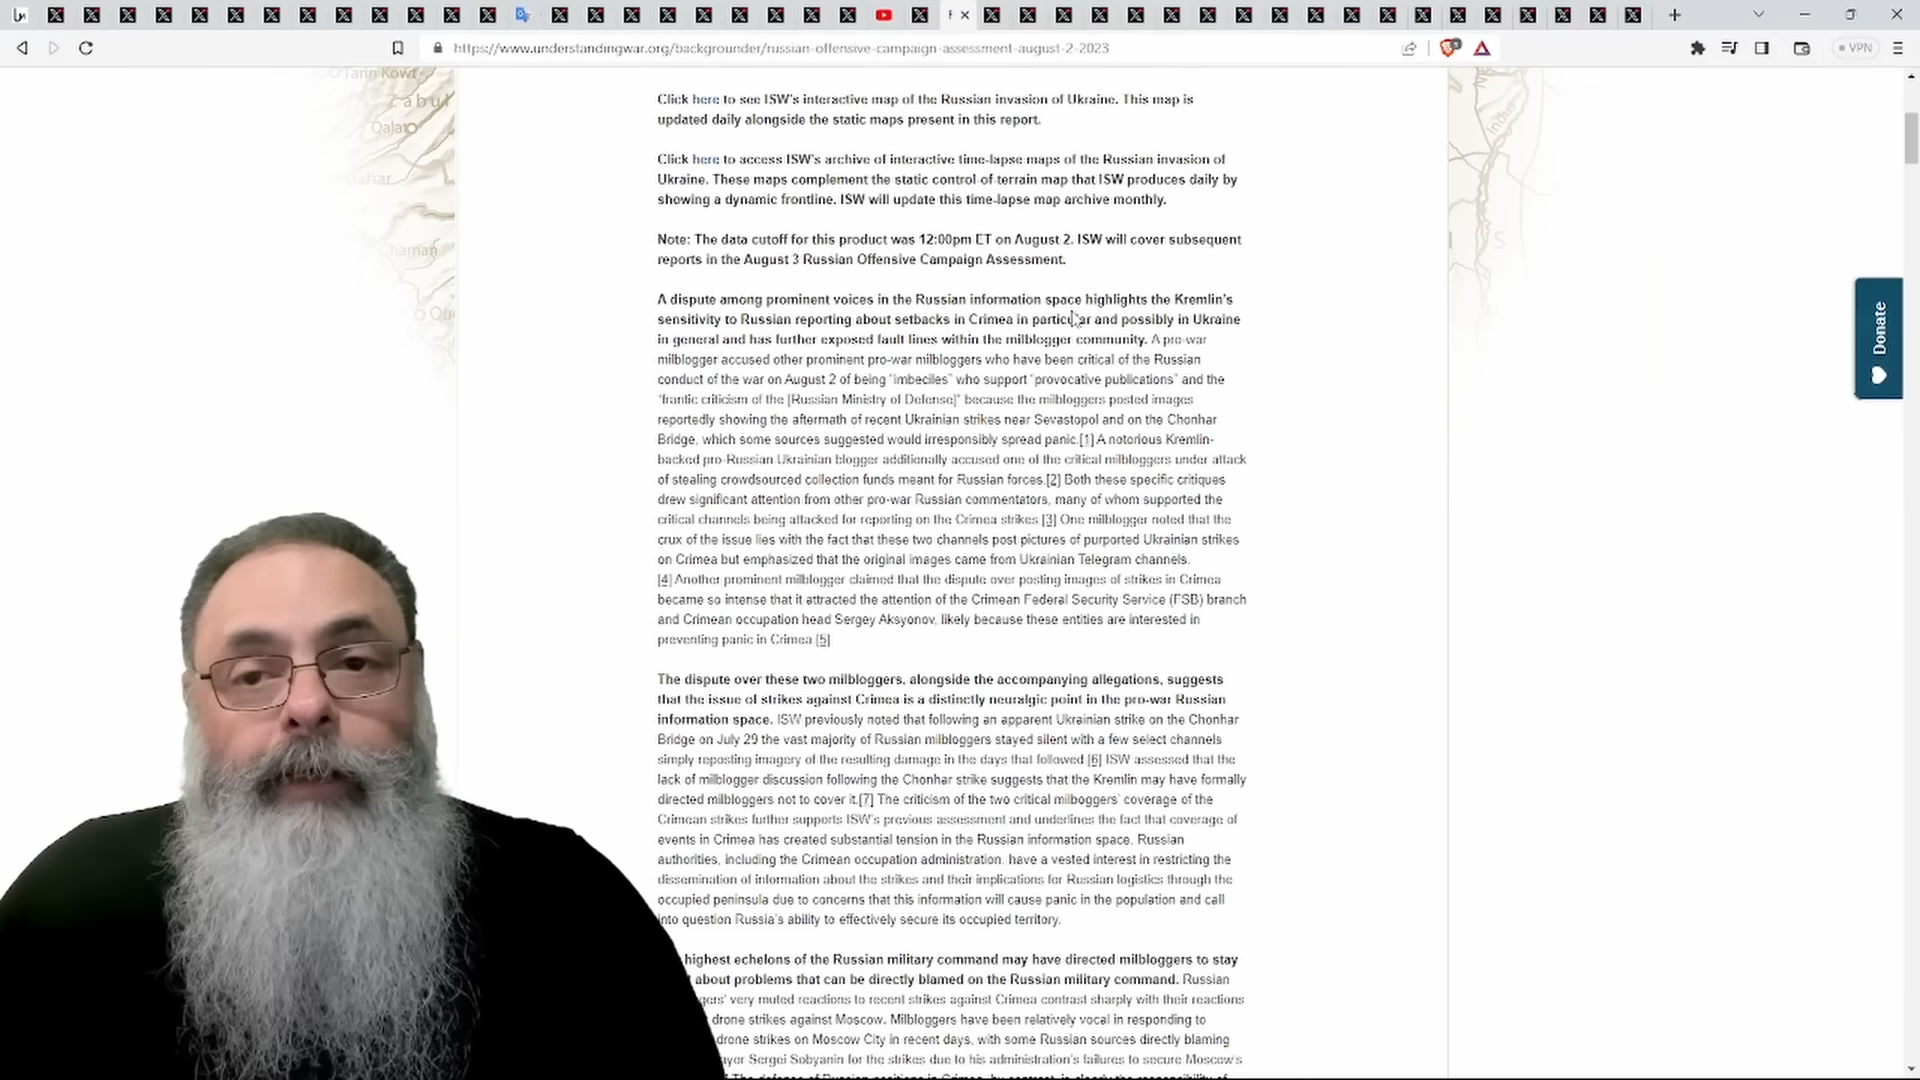 https://www.understandingwar.org/backgrounder/russian-offensive-campaign-assessment-august-2-2023
VPN
O Tarin Kowt
Zabul
Qalat
Chaman
Indus
Click here to see ISW's interactive map of the Russian invasion of Ukraine. This map is
updated daily alongside the static maps present in this report.
Click here to access ISW's archive of interactive time-lapse maps of the Russian invasion of
Ukraine. These maps complement the static control-of-terrain map that ISW produces daily by
showing a dynamic frontline. ISW will update this time-lapse map archive monthly.
Note: The data cutoff for this product was 12:00pm ET on August 2. ISW will cover subsequent
reports in the August 3 Russian Offensive Campaign Assessment.
A dispute among prominent voices in the Russian information space highlights the Kremlin's
sensitivity to Russian reporting about setbacks in Crimea in particular and possibly in Ukraine
in general and has further exposed fault lines within the milblogger community. A pro-war
milblogger accused other prominent pro-war milbloggers who have been critical of the Russian
conduct of the war on August 2 of being "imbeciles" who support "provocative publications" and the
"frantic criticism of the [Russian Ministry of Defense]" because the milbloggers posted images
reportedly showing the aftermath of recent Ukrainian strikes near Sevastopol and on the Chonhar
Bridge, which some sources suggested would irresponsibly spread panic.[1] A notorious Kremlin-
backed pro-Russian Ukrainian blogger additionally accused one of the critical milbloggers under attack
of stealing crowdsourced collection funds meant for Russian forces.[2] Both these specific critiques
drew significant attention from other pro-war Russian commentators, many of whom supported the
critical channels being attacked for reporting on the Crimea strikes.[3] One milblogger noted that the
crux of the issue lies with the fact that these two channels post pictures of purported Ukrainian strikes
on Crimea but emphasized that the original images came from Ukrainian Telegram channels.
[4] Another prominent milblogger claimed that the dispute over posting images of strikes in Crimea
became so intense that it attracted the attention of the Crimean Federal Security Service (FSB) branch
and Crimean occupation head Sergey Aksyonov, likely because these entities are interested in
preventing panic in Crimea.[5]
The dispute over these two milbloggers, alongside the accompanying allegations, suggests
that the issue of strikes against Crimea is a distinctly neuralgic point in the pro-war Russian
information space. ISW previously noted that following an apparent Ukrainian strike on the Chonhar
Bridge on July 29 the vast majority of Russian milbloggers stayed silent with a few select channels
simply reposting imagery of the resulting damage in the days that followed.[6] ISW assessed that the
lack of milblogger discussion following the Chonhar strike suggests that the Kremlin may have formally
directed milbloggers not to cover it.[7] The criticism of the two critical milboggers' coverage of the
Crimean strikes further supports ISW's previous assessment and underlines the fact that coverage of
events in Crimea has created substantial tension in the Russian information space. Russian
authorities, including the Crimean occupation administration, have a vested interest in restricting the
dissemination of information about the strikes and their implications for Russian logistics through the
occupied peninsula due to concerns that this information will cause panic in the population and call
into question Russia's ability to effectively secure its occupied territory.
highest echelons of the Russian military command may have directed milbloggers to stay
about problems that can be directly blamed on the Russian military command. Russian
gers' very muted reactions to recent strikes against Crimea contrast sharply with their reactions
drone strikes against Moscow. Milbloggers have been relatively vocal in responding to
drone strikes on Moscow City in recent days, with some Russian sources directly blaming
ayor Sergei Sobyanin for the strikes due to his administration's failures to secure Moscow's
Donate